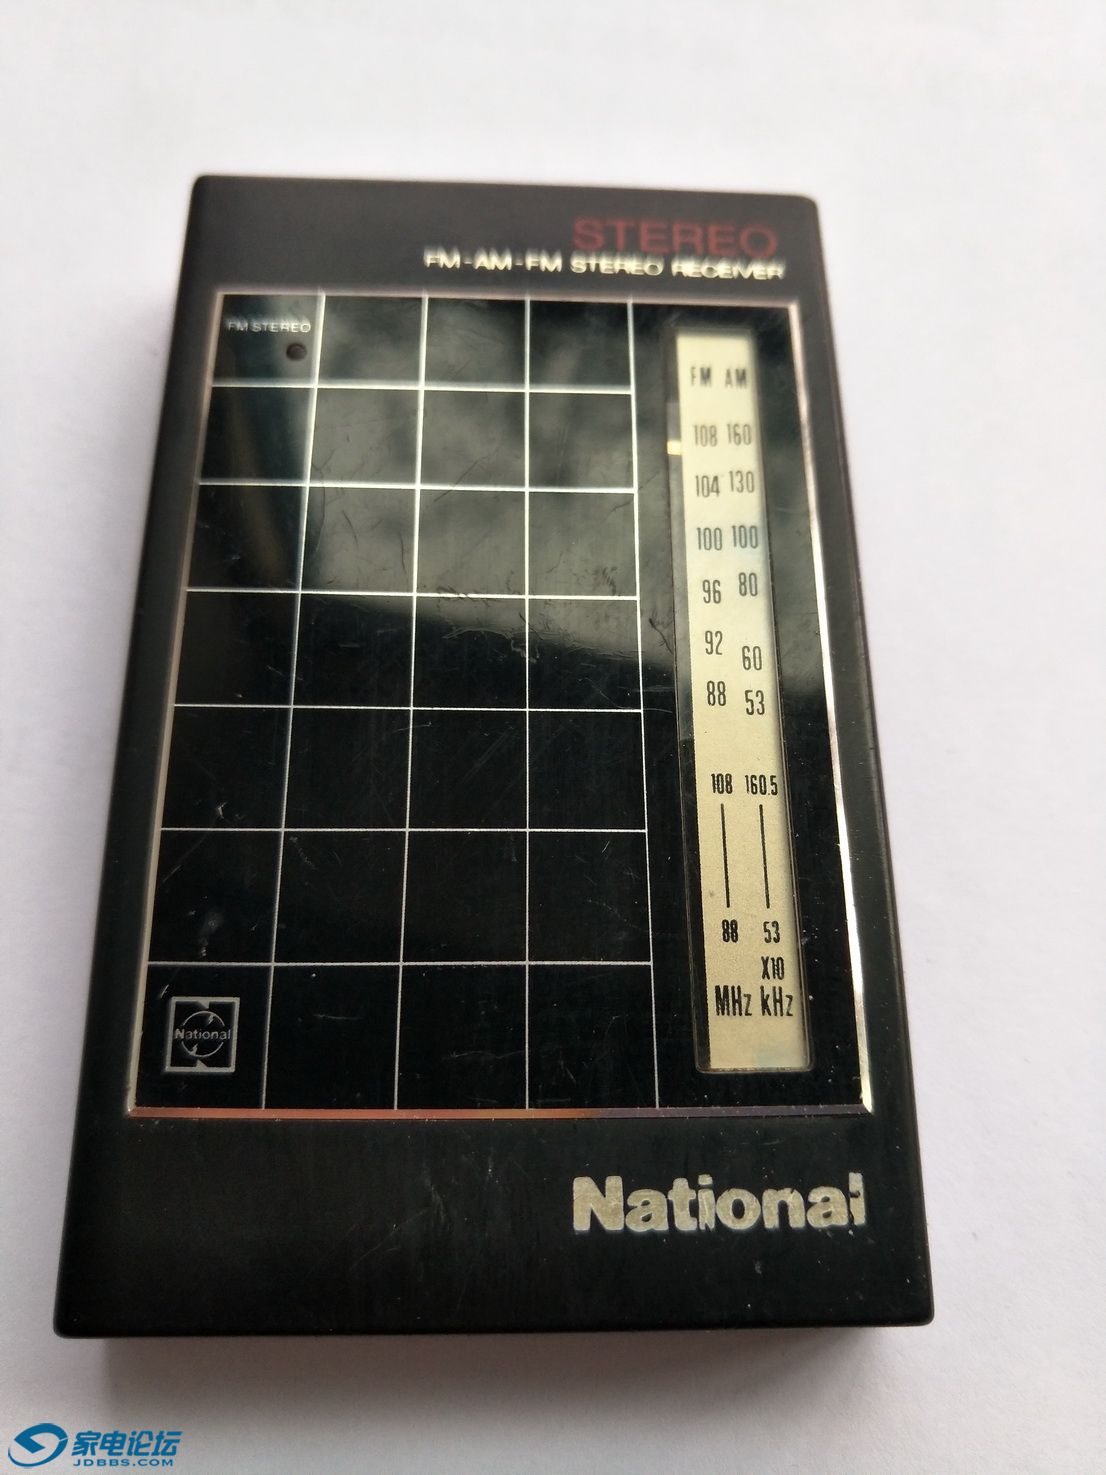 STEREO
FM-AM-FM STEREO RECEIVER
FM STEREO
FM AM
108 160
104 130
100 100
96 80
92 60
88 53
108 160.5
88 53
X10
MHz kHz
National
National
家电论坛
JDBBS.COM